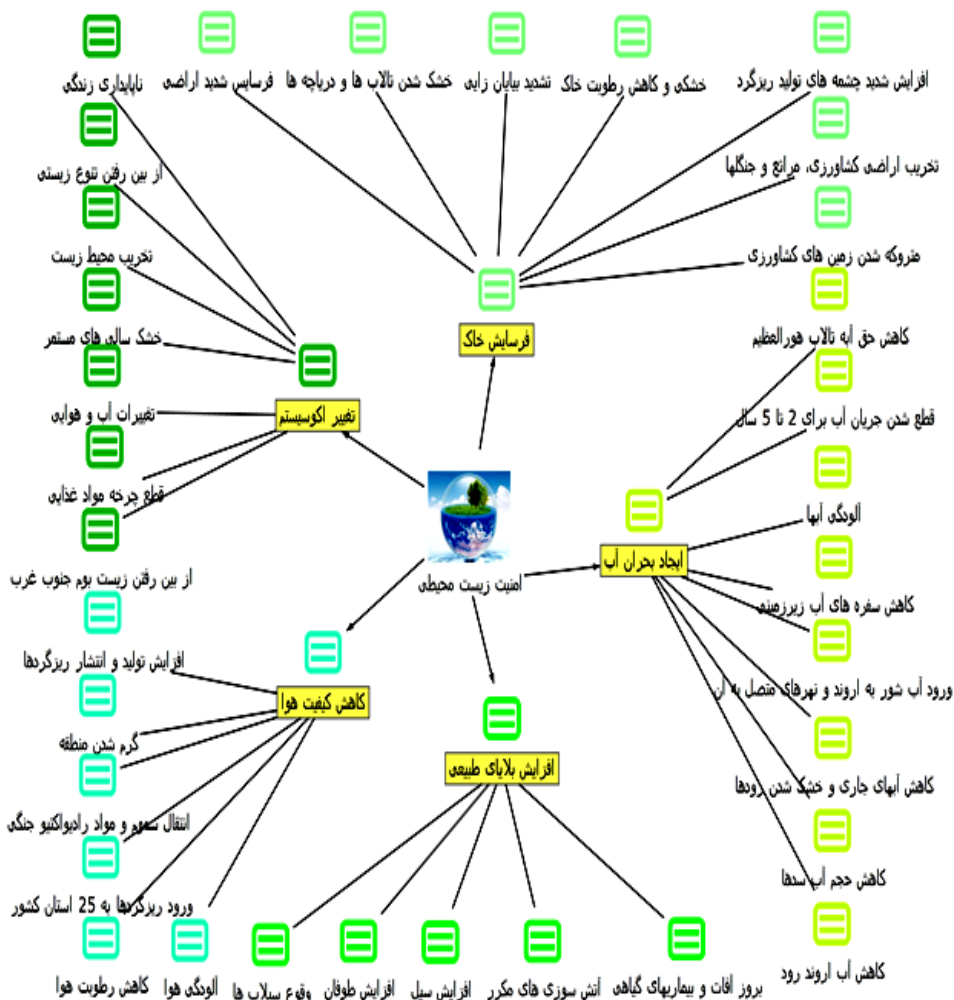 ناپایداری زندگی
فرسایس شدید اراضی
خشک شدن تالاب ها و دریاچه ها
تشدید بیابان زایی
خشکی و کاهش رطوبت خاک
افزایش شدید چشمه های تولید ریزگرد
از بین رفتن تنوع زیستی
تخریب اراضی کشاورزی، مراتع و جنگلها
تخریب محیط زیست
متروکه شدن زمین های کشاورزی
فرسایش خاک
خشک سالی های مستمر
کاهش حق آبه تالاب هورالعظیم
تغییر اکوسیستم
تغییرات آب و هوایی
قطع شدن جریان آب برای 2 تا 5 سال
قطع چرخه مواد غذایی
آلودگی آبها
ایجاد بحران آب
امنیت زیست محیطی
از بین رفتن زیست بوم جنوب غرب
کاهش سفره های آب زیرزمینی
افزایش تولید و انتشار ریزگردها
ورود آب شور به اروند و نهرهای متصل به آن
کاهش کیفیت هوا
گرم شدن منطقه
افزایش بلایای طبیعی
کاهش آبهای جاری و خشک شدن رودها
انتقال سموم و مواد رادیواکتیو جنگی
کاهش حجم آب سدها
ورود ریزگردها به 25 استان کشور
کاهش آب اروند رود
کاهش رطوبت هوا
آلودگی هوا
وقوع سیلاب ها
افزایش طوفان
افزایش سیل
آتش سوزی های مکرر
بروز آفات و بیماریهای گیاهی